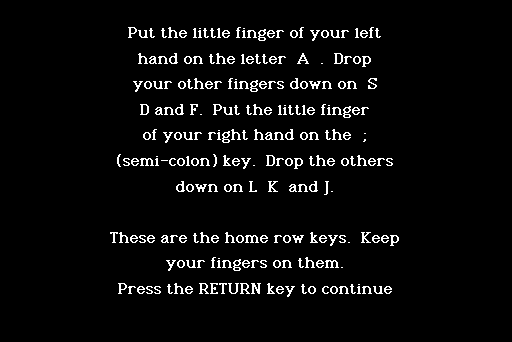 Put the little finger of your left
hand on the letter  A  .  Drop
your other fingers down on  S
D and F.  Put the little finger
of your right hand on the  ;
(semi-colon) key.  Drop the others
down on L  K  and J.
These are the home row keys.  Keep
your fingers on them.
Press the RETURN key to continue